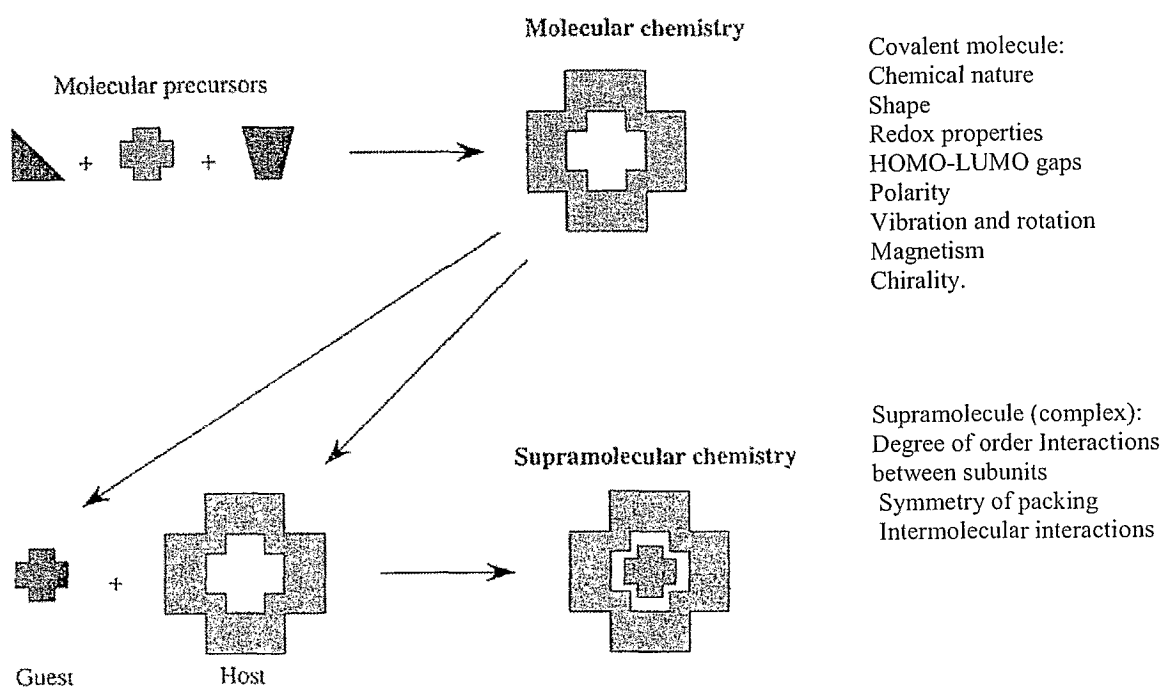 Molecular chemistry
Molecular precursors
+
+
Covalent molecule:
Chemical nature
Shape
Redox properties
HOMO-LUMO gaps
Polarity
Vibration and rotation
Magnetism
Chirality.
Supramolecular chemistry
+
Guest
Host
Supramolecule (complex):
Degree of order Interactions
between subunits
Symmetry of packing
Intermolecular interactions